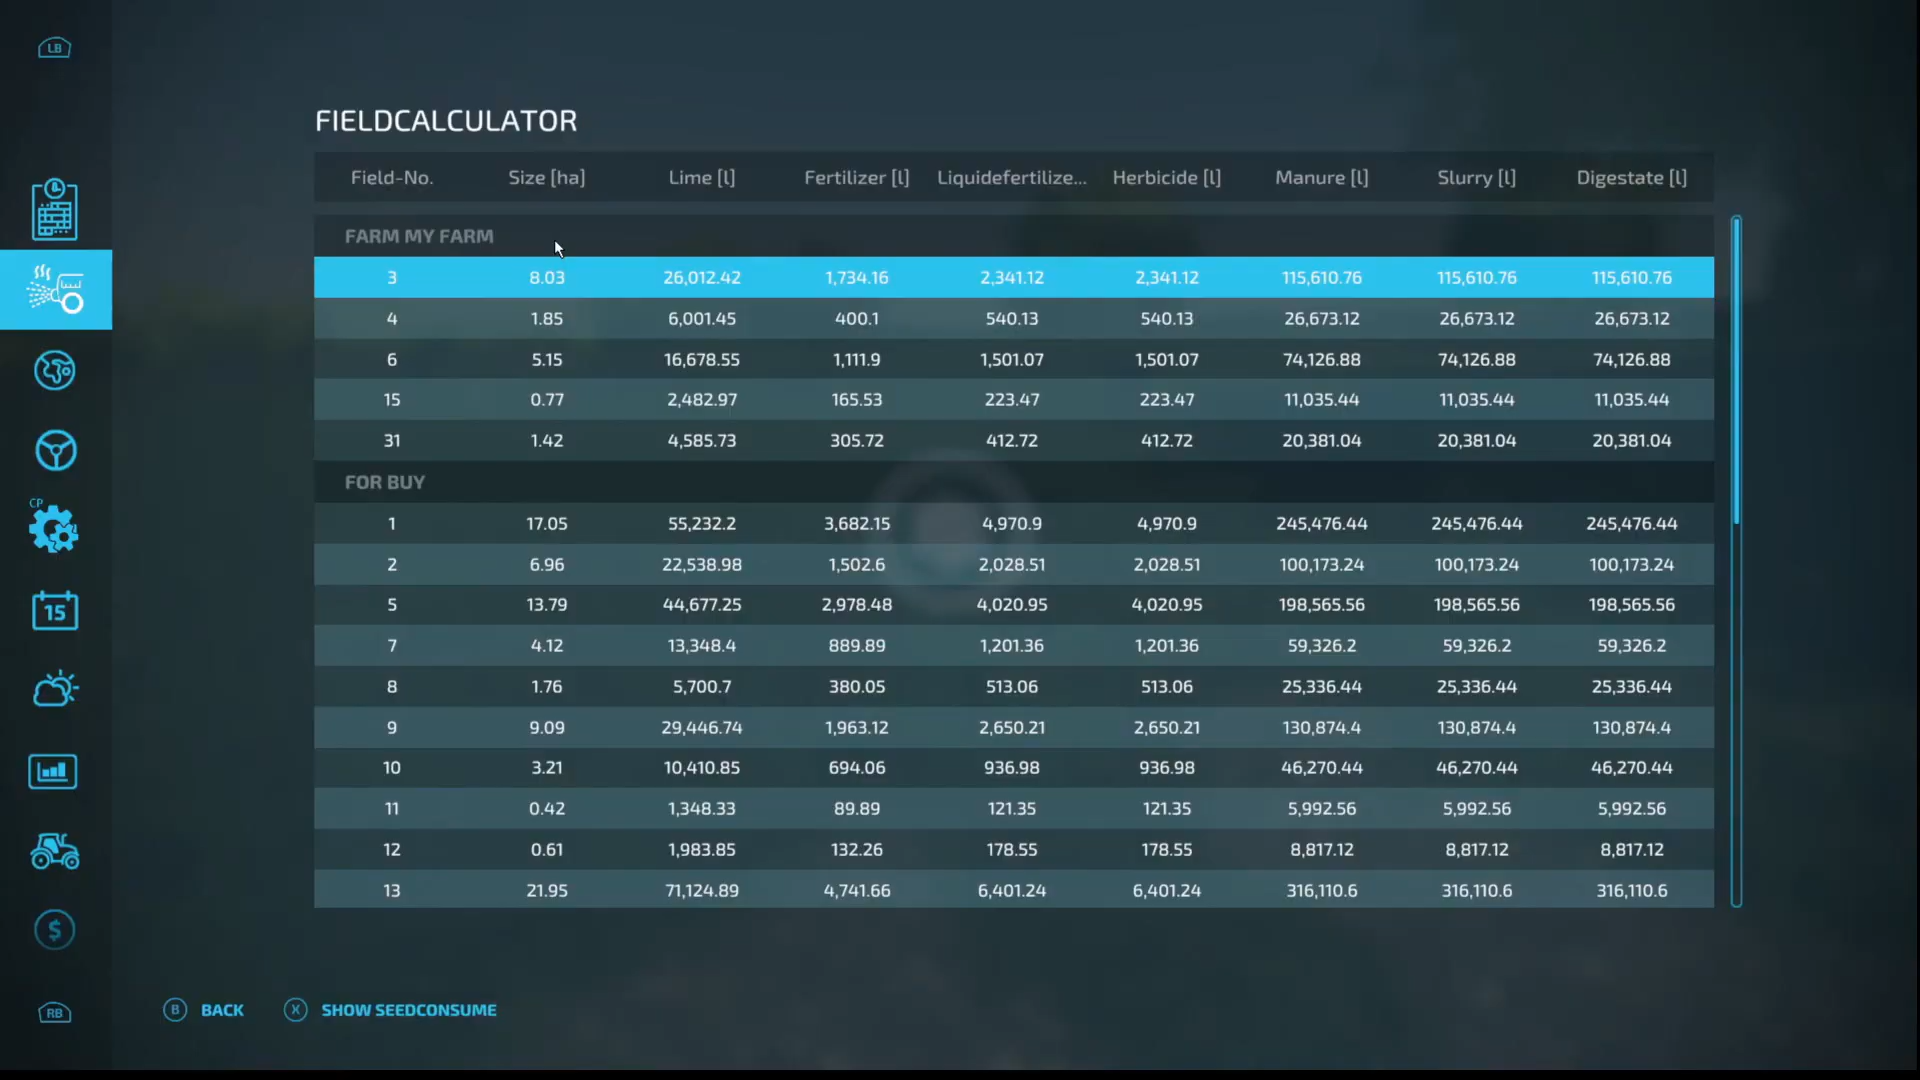 LB
FIELDCALCULATOR
Field-No. Size [ha] Lime [l] Fertilizer [l] Liquidefertilize... Herbicide [l] Manure [l] Slurry [l] Digestate [l]
FARM MY FARM
3 8.03 26,012.42 1,734.16 2,341.12 2,341.12 115,610.76 115,610.76 115,610.76
4 1.85 6,001.45 400.1 540.13 540.13 26,673.12 26,673.12 26,673.12
6 5.15 16,678.55 1,111.9 1,501.07 1,501.07 74,126.88 74,126.88 74,126.88
15 0.77 2,482.97 165.53 223.47 223.47 11,035.44 11,035.44 11,035.44
31 1.42 4,585.73 305.72 412.72 412.72 20,381.04 20,381.04 20,381.04
FOR BUY
1 17.05 55,232.2 3,682.15 4,970.9 4,970.9 245,476.44 245,476.44 245,476.44
2 6.96 22,538.98 1,502.6 2,028.51 2,028.51 100,173.24 100,173.24 100,173.24
5 13.79 44,677.25 2,978.48 4,020.95 4,020.95 198,565.56 198,565.56 198,565.56
7 4.12 13,348.4 889.89 1,201.36 1,201.36 59,326.2 59,326.2 59,326.2
8 1.76 5,700.7 380.05 513.06 513.06 25,336.44 25,336.44 25,336.44
9 9.09 29,446.74 1,963.12 2,650.21 2,650.21 130,874.4 130,874.4 130,874.4
10 3.21 10,410.85 694.06 936.98 936.98 46,270.44 46,270.44 46,270.44
11 0.42 1,348.33 89.89 121.35 121.35 5,992.56 5,992.56 5,992.56
12 0.61 1,983.85 132.26 178.55 178.55 8,817.12 8,817.12 8,817.12
13 21.95 71,124.89 4,741.66 6,401.24 6,401.24 316,110.6 316,110.6 316,110.6
CP
15
$
RB
B BACK X SHOW SEEDCONSUME